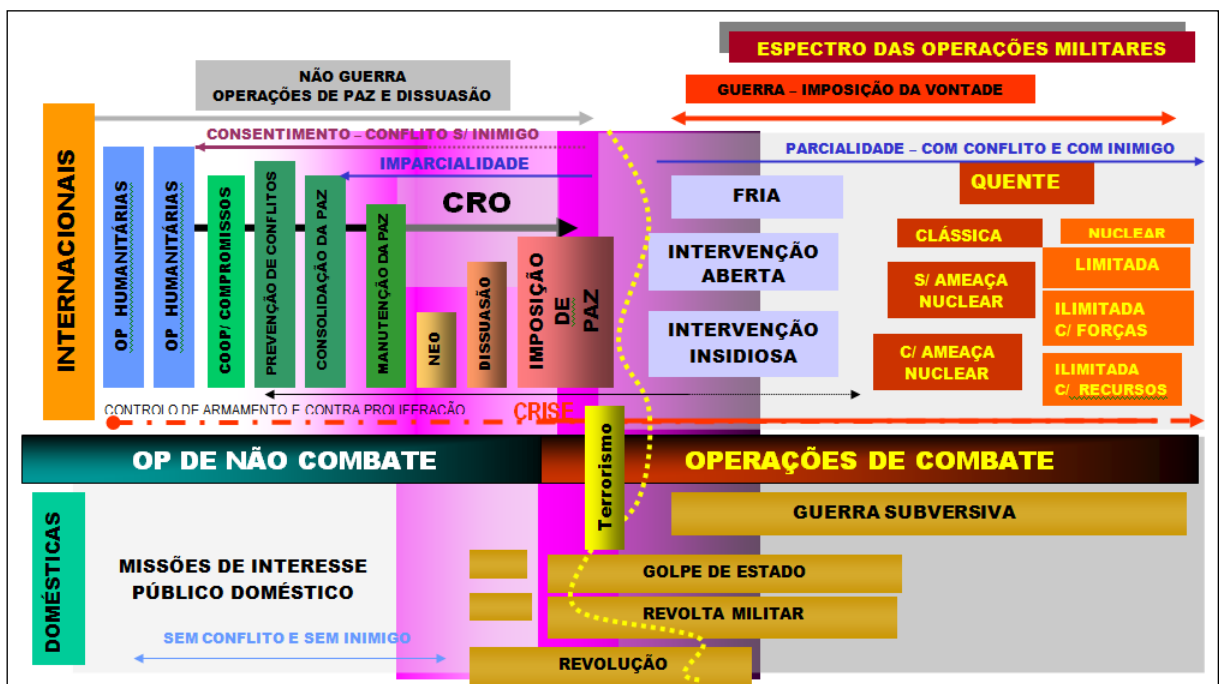 ESPECTRO DAS OPERAÇÕES MILITARES
NÃO GUERRA
OPERAÇÕES DE PAZ E DISSUASÃO
GUERRA – IMPOSIÇÃO DA VONTADE
INTERNACIONAIS
CONSENTIMENTO – CONFLITO S/ INIMIGO
IMPARCIALIDADE
PARCIALIDADE – COM CONFLITO E COM INIMIGO
OP HUMANITÁRIAS
OP HUMANITÁRIAS
COOP/ COMPROMISSOS
PREVENÇÃO DE CONFLITOS
CONSOLIDAÇÃO DA PAZ
MANUTENÇÃO DA PAZ
CRO
NEO
DISSUASÃO
IMPOSIÇÃO
DE
PAZ
FRIA
INTERVENÇÃO
ABERTA
INTERVENÇÃO
INSIDIOSA
QUENTE
CLÁSSICA
S/ AMEAÇA
NUCLEAR
C/ AMEAÇA
NUCLEAR
NUCLEAR
LIMITADA
ILIMITADA
C/ FORÇAS
ILIMITADA
C/ RECURSOS
CONTROLO DE ARMAMENTO E CONTRA PROLIFERAÇÃO
CRISE
OP DE NÃO COMBATE
OPERAÇÕES DE COMBATE
Terrorismo
DOMÉSTICAS
MISSÕES DE INTERESSE
PÚBLICO DOMÉSTICO
SEM CONFLITO E SEM INIMIGO
GUERRA SUBVERSIVA
GOLPE DE ESTADO
REVOLTA MILITAR
REVOLUÇÃO